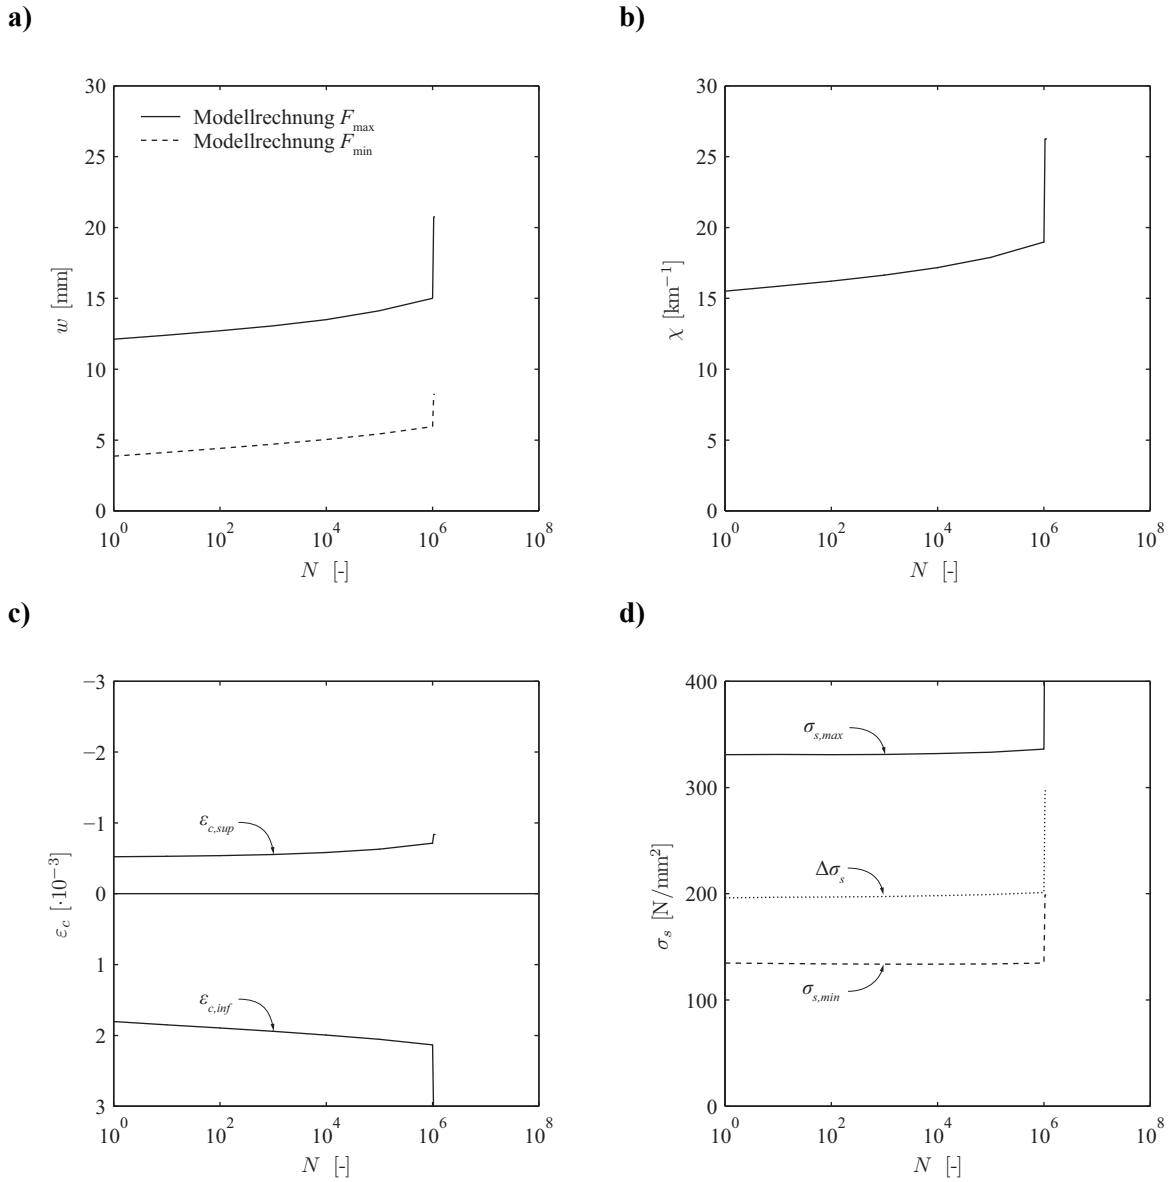 a)
30
25
20
15
10
5
0
w [mm]
Modellrechnung F_max
Modellrechnung F_min
10^0 10^2 10^4 10^6 10^8
N [-]
b)
30
25
20
15
10
5
0
χ [km^−1]
10^0 10^2 10^4 10^6 10^8
N [-]
c)
−3
−2
−1
0
1
2
3
ε_c [·10^−3]
ε_c,sup
ε_c,inf
10^0 10^2 10^4 10^6 10^8
N [-]
d)
400
300
200
100
0
σ_s [N/mm^2]
σ_s,max
Δσ_s
σ_s,min
10^0 10^2 10^4 10^6 10^8
N [-]